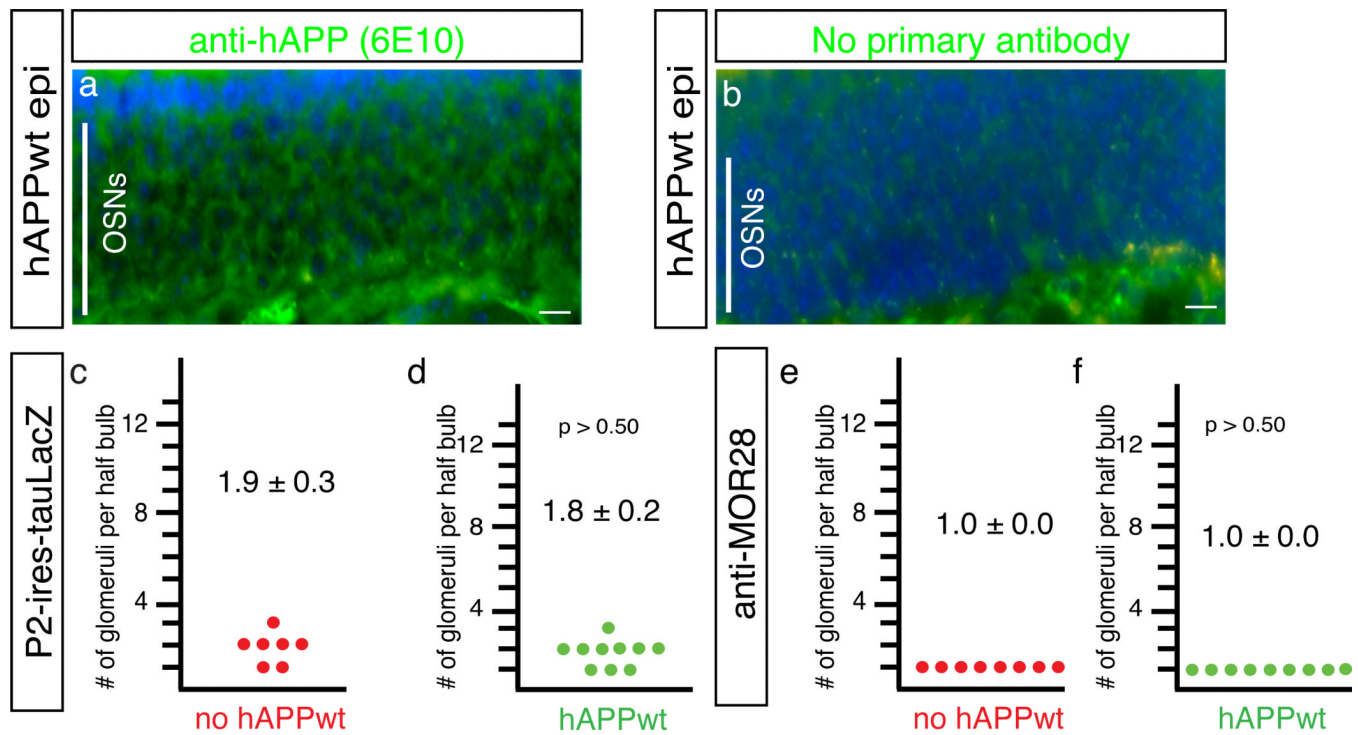 hAPPwt epi
anti-hAPP (6E10)
a
OSNs
hAPPwt epi
No primary antibody
b
OSNs
P2-ires-tauLacZ
c
# of glomeruli per half bulb
12
8
4
1.9 ± 0.3
no hAPPwt
d
# of glomeruli per half bulb
12
8
4
p > 0.50
1.8 ± 0.2
hAPPwt
anti-MOR28
e
# of glomeruli per half bulb
12
8
4
1.0 ± 0.0
no hAPPwt
f
# of glomeruli per half bulb
12
8
4
p > 0.50
1.0 ± 0.0
hAPPwt